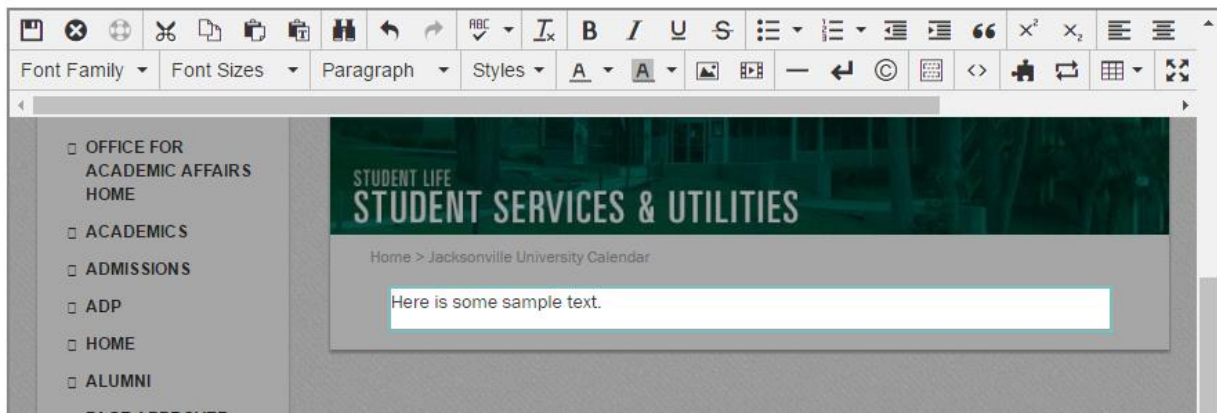 ABC
Font Family Font Sizes Paragraph Styles A A
OFFICE FOR
ACADEMIC AFFAIRS
HOME
ACADEMICS
ADMISSIONS
ADP
HOME
ALUMNI
STUDENT LIFE
STUDENT SERVICES & UTILITIES
Home > Jacksonville University Calendar
Here is some sample text.